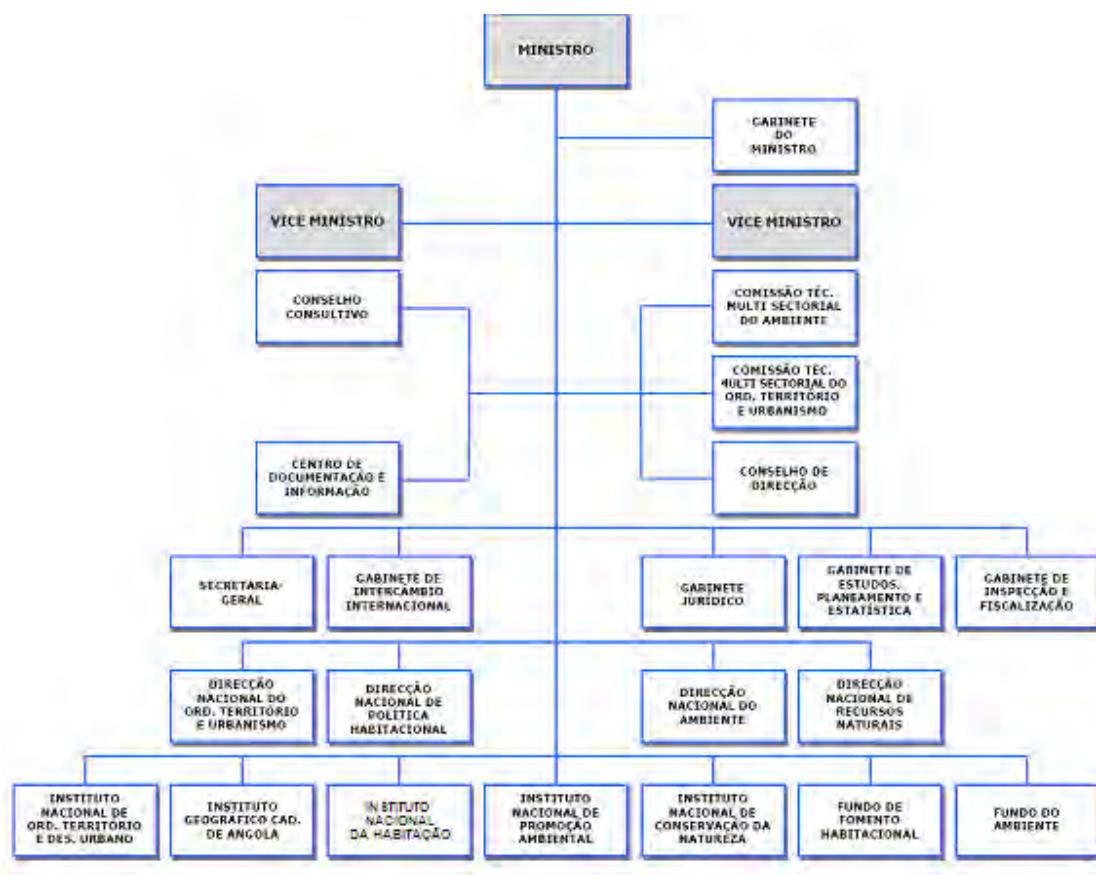 MINISTRO
GABINETE
DO
MINISTRO
VICE MINISTRO
VICE MINISTRO
CONSELHO
CONSULTIVO
COMISSÃO TÉC.
MULTI SECTORIAL
DO AMBIENTE
COMISSÃO TÉC.
MULTI SECTORIAL DO
ORD. TERRITÓRIO
E URBANISMO
CENTRO DE
DOCUMENTAÇÃO E
INFORMAÇÃO
CONSELHO DE
DIRECÇÃO
SECRETARIA-
GERAL
GABINETE DE
INTERCÂMBIO
INTERNACIONAL
GABINETE
JURÍDICO
GABINETE DE
ESTUDOS.
PLANEAMENTO E
ESTATÍSTICA
GABINETE DE
INSPECÇÃO E
FISCALIZAÇÃO
DIRECÇÃO
NACIONAL DO
ORD. TERRITÓRIO
E URBANISMO
DIRECÇÃO
NACIONAL DE
POLÍTICA
HABITACIONAL
DIRECÇÃO
NACIONAL DO
AMBIENTE
DIRECÇÃO
NACIONAL DE
RECURSOS
NATURAIS
INSTITUTO
NACIONAL DE
ORD. TERRITÓRIO
E DES. URBANO
INSTITUTO
GEOGRÁFICO CAD.
DE ANGOLA
INSTITUTO
NACIONAL
DA HABITAÇÃO
INSTITUTO
NACIONAL DE
PROMOÇÃO
AMBIENTAL
INSTITUTO
NACIONAL DE
CONSERVAÇÃO DA
NATUREZA
FUNDO DE
FOMENTO
HABITACIONAL
FUNDO DO
AMBIENTE